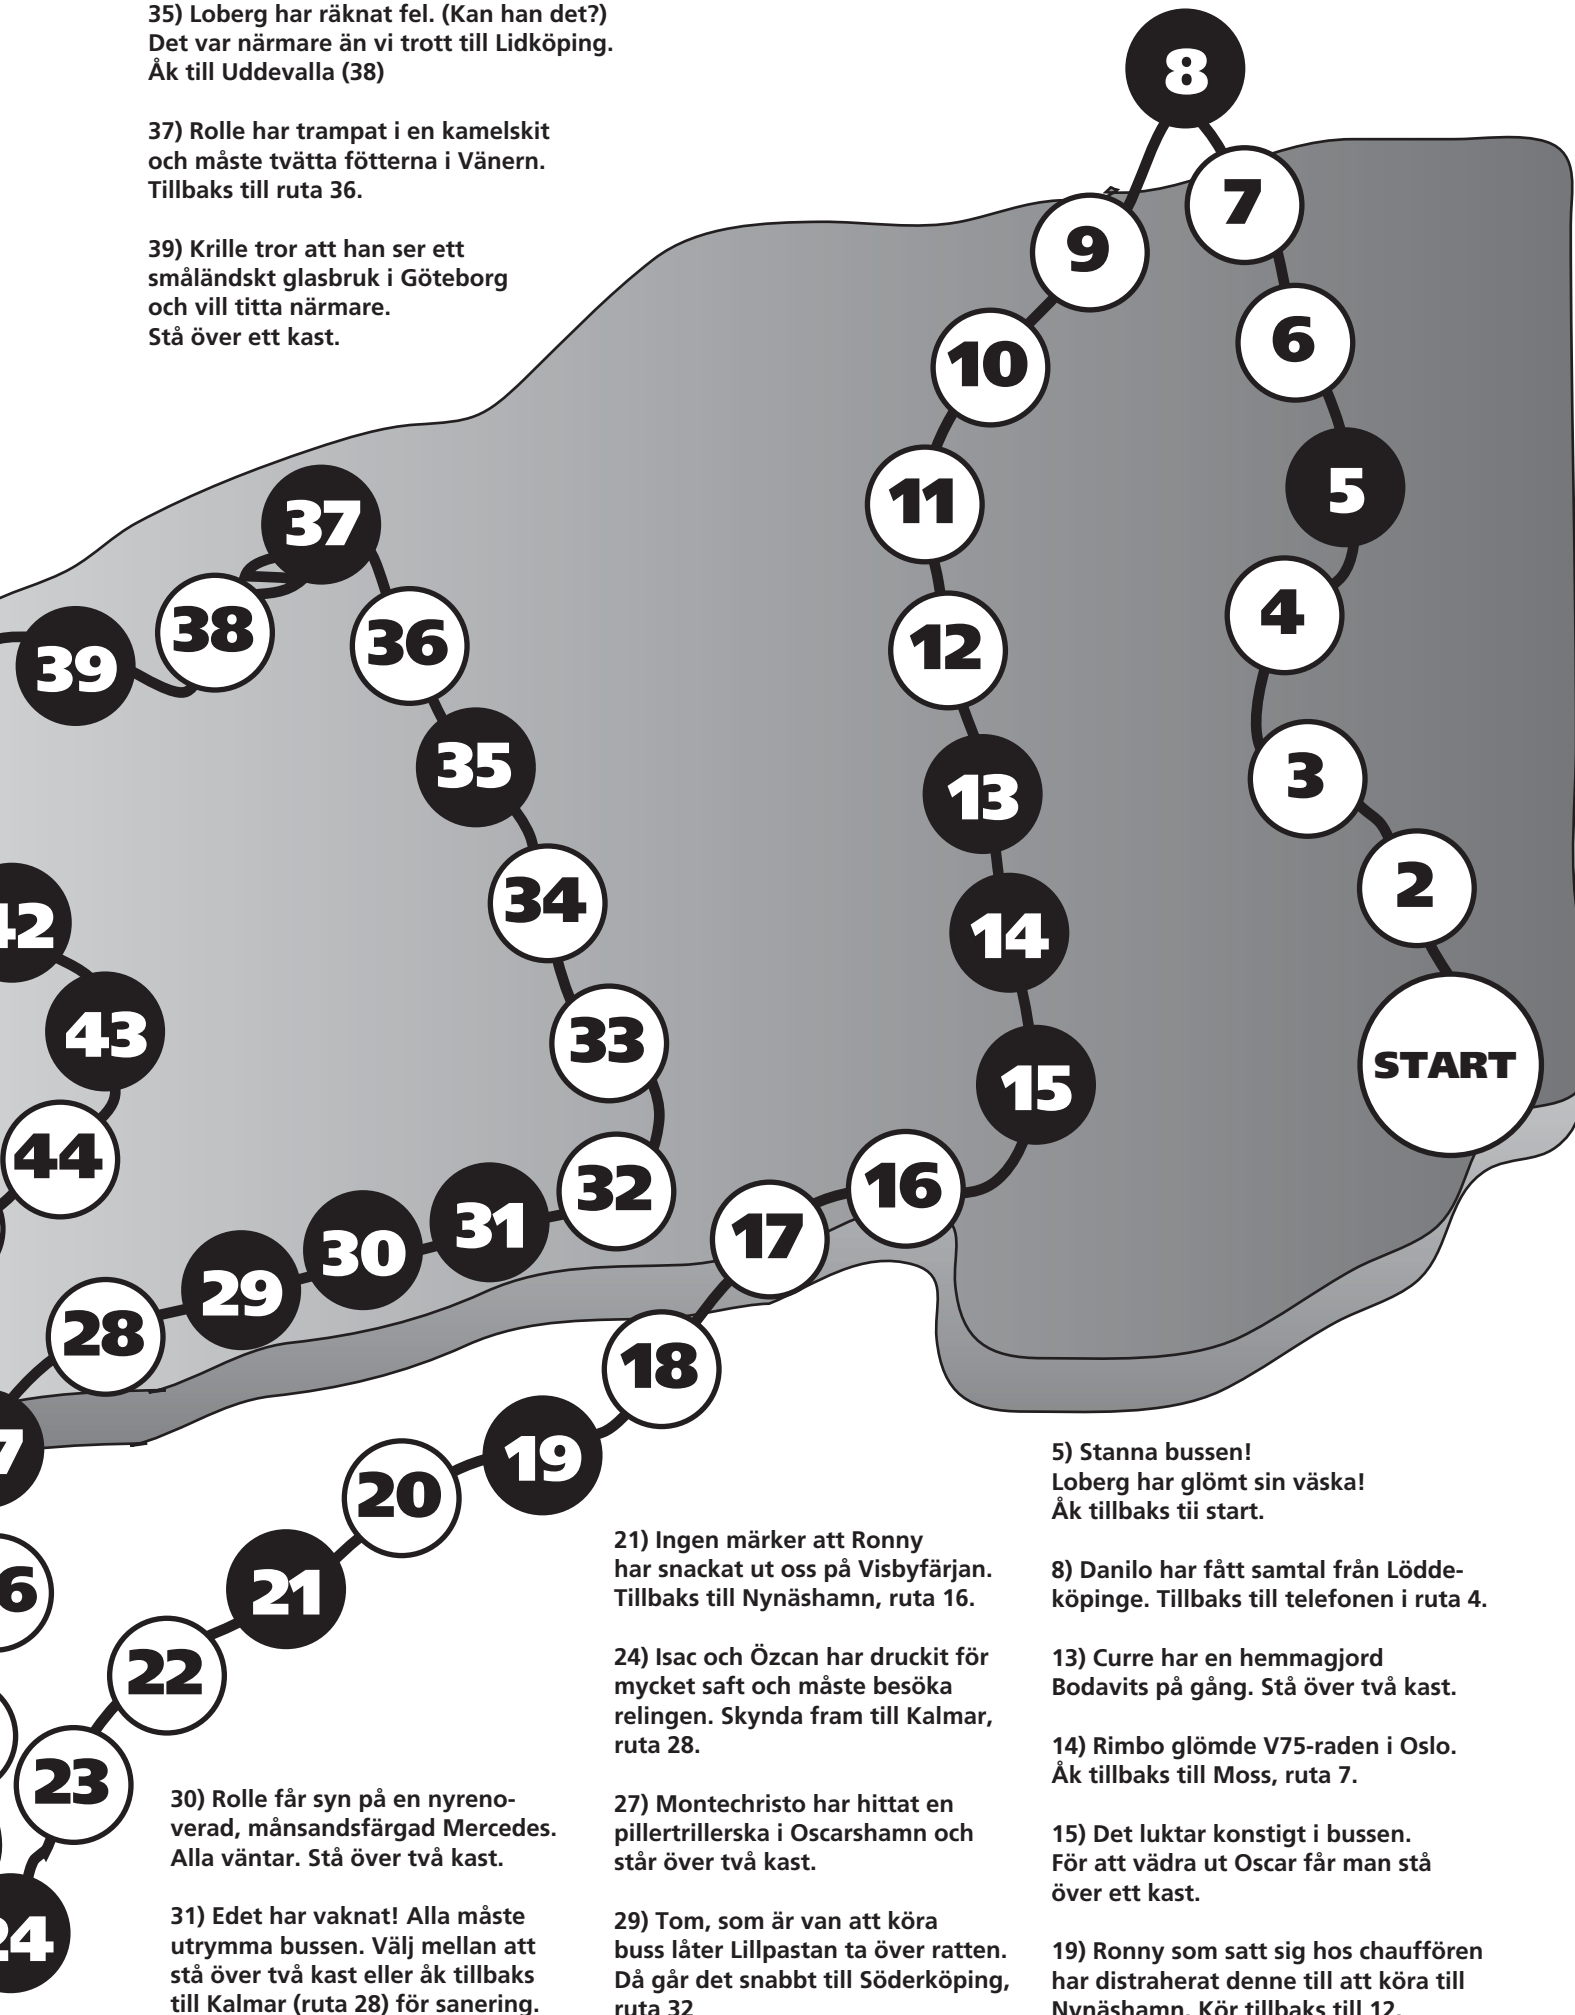 35) Loberg har räknat fel. (Kan han det?)
Det var närmare än vi trott till Lidköping.
Åk till Uddevalla (38)
37) Rolle har trampat i en kamelskit
och måste tvätta fötterna i Vänern.
Tillbaks till ruta 36.
39) Krille tror att han ser ett
småländskt glasbruk i Göteborg
och vill titta närmare.
Stå över ett kast.
8
7
9
6
10
5
11
37
4
38
36
12
39
35
13
3
34
2
42
14
43
33
START
15
44
32
16
31
17
30
29
28
18
7
19
20
6
21
22
23
24
5) Stanna bussen!
Loberg har glömt sin väska!
Åk tillbaks tii start.
8) Danilo har fått samtal från Lödde-
köpinge. Tillbaks till telefonen i ruta 4.
13) Curre har en hemmagjord
Bodavits på gång. Stå över två kast.
14) Rimbo glömde V75-raden i Oslo.
Åk tillbaks till Moss, ruta 7.
15) Det luktar konstigt i bussen.
För att vädra ut Oscar får man stå
över ett kast.
19) Ronny som satt sig hos chauffören
har distraherat denne till att köra till
Nynäshamn. Kör tillbaks till 12.
21) Ingen märker att Ronny
har snackat ut oss på Visbyfärjan.
Tillbaks till Nynäshamn, ruta 16.
24) Isac och Özcan har druckit för
mycket saft och måste besöka
relingen. Skynda fram till Kalmar,
ruta 28.
27) Montechristo har hittat en
pillertrillerska i Oscarshamn och
står över två kast.
29) Tom, som är van att köra
buss låter Lillpastan ta över ratten.
Då går det snabbt till Söderköping,
ruta 32
30) Rolle får syn på en nyreno-
verad, månsandsfärgad Mercedes.
Alla väntar. Stå över två kast.
31) Edet har vaknat! Alla måste
utrymma bussen. Välj mellan att
stå över två kast eller åk tillbaks
till Kalmar (ruta 28) för sanering.